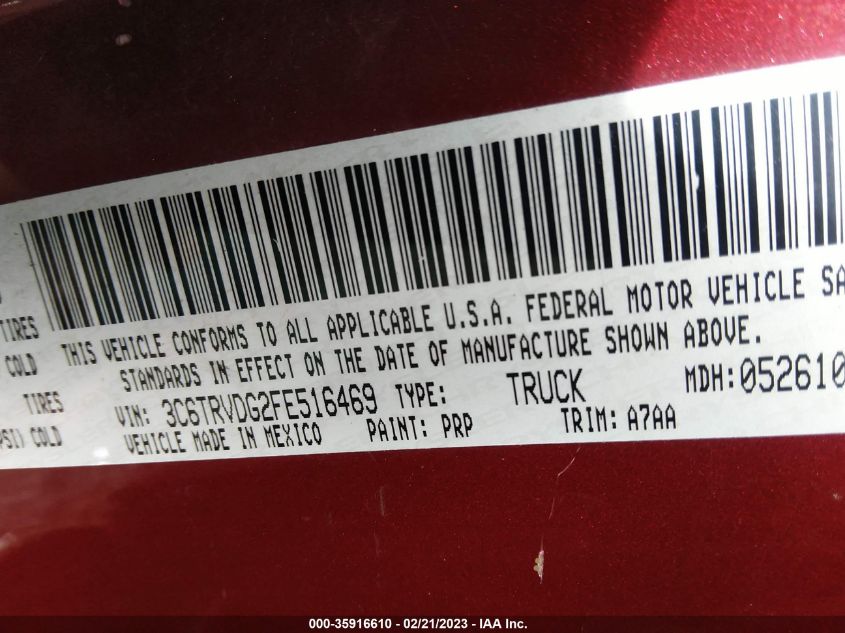 THIS VEHICLE CONFORMS TO ALL APPLICABLE U.S.A. FEDERAL MOTOR VEHICLE SA
TIRES
STANDARDS IN EFFECT ON THE DATE OF MANUFACTURE SHOWN ABOVE.
COLD
TIRES
VIN: 3C6TRVDG2FE516469 TYPE: TRUCK MDH:052610
PSI) COLD
VEHICLE MADE IN MEXICO PAINT: PRP TRIM: A7AA
000-35916610 - 02/21/2023 - IAA Inc.